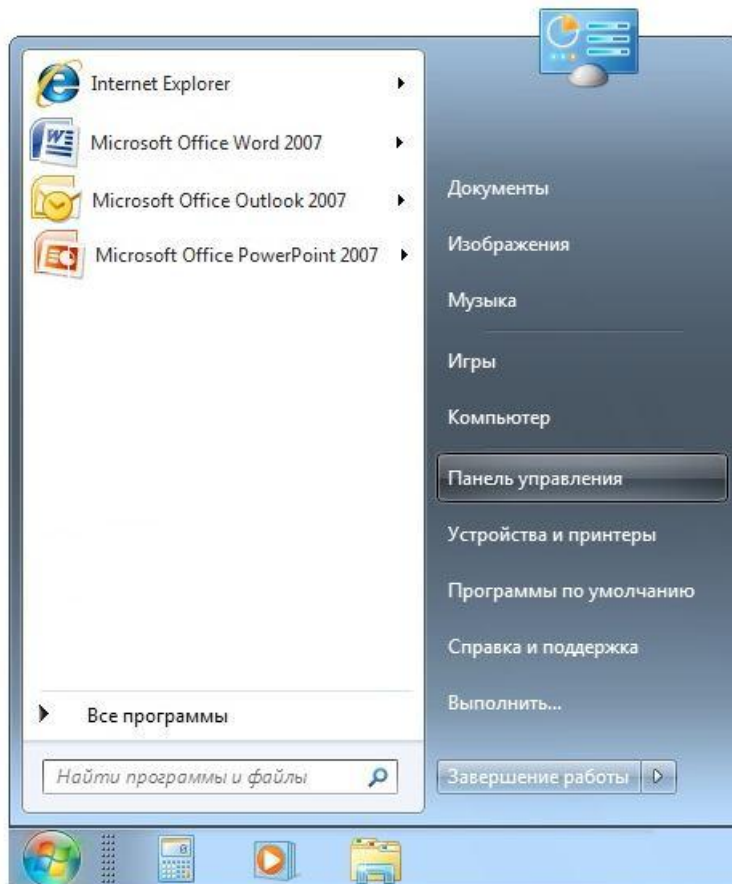 Internet Explorer
Microsoft Office Word 2007
Microsoft Office Outlook 2007
Microsoft Office PowerPoint 2007
Все программы
Найти программы и файлы
Документы
Изображения
Музыка
Игры
Компьютер
Панель управления
Устройства и принтеры
Программы по умолчанию
Справка и поддержка
Выполнить...
Завершение работы